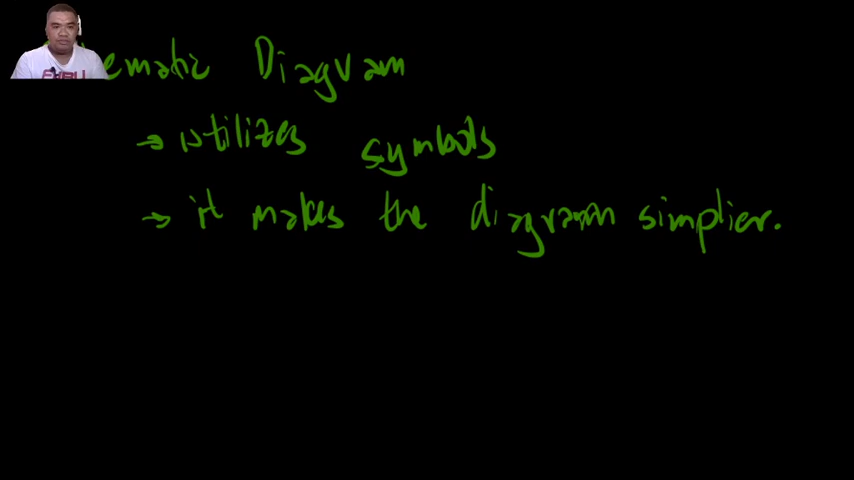 ematic Diagram
→ utilizes symbols
→ it makes the diagram simplier.